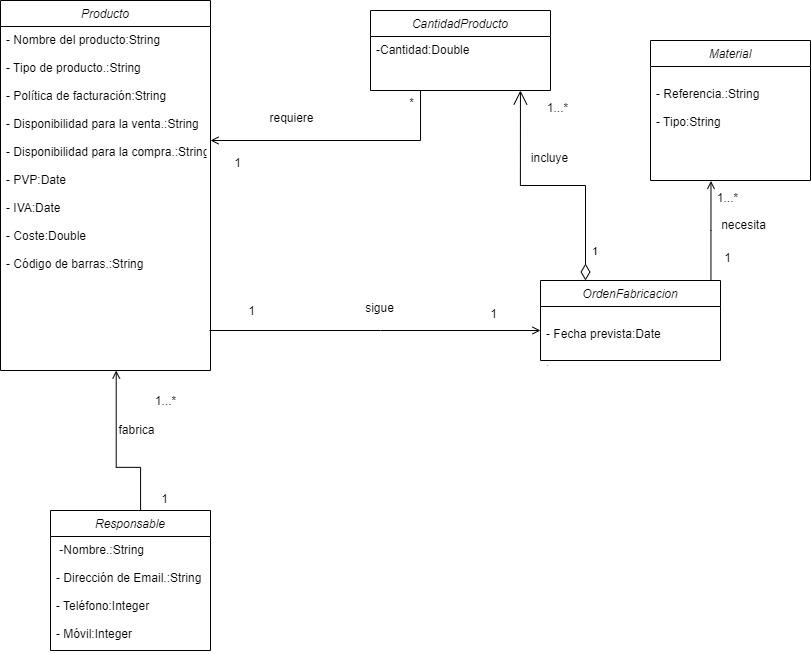 Producto
- Nombre del producto:String
- Tipo de producto.:String
- Política de facturación:String
- Disponibilidad para la venta.:String
- Disponibilidad para la compra.:String
- PVP:Date
- IVA:Date
- Coste:Double
- Código de barras.:String
CantidadProducto
-Cantidad:Double
Material
- Referencia.:String
- Tipo:String
*
requiere
1
1...*
incluye
1
1...*
necesita
1
OrdenFabricacion
- Fecha prevista:Date
1
sigue
1
1...*
fabrica
1
Responsable
-Nombre.:String
- Dirección de Email.:String
- Teléfono:Integer
- Móvil:Integer